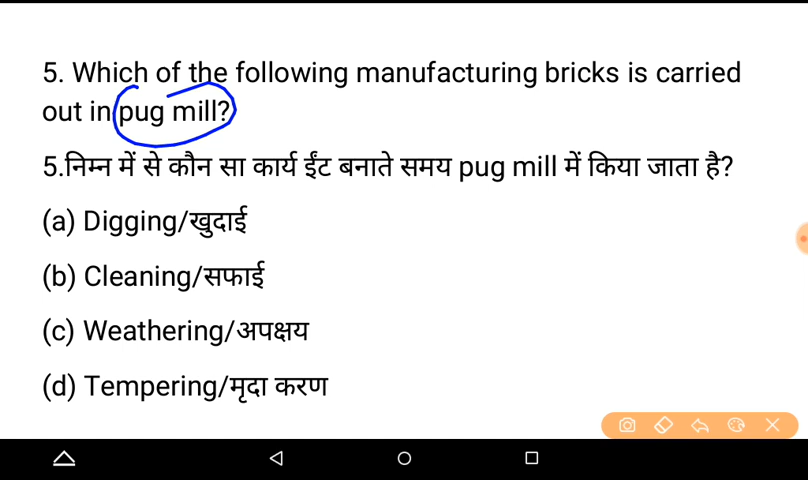 5. Which of the following manufacturing bricks is carried
out in pug mill?
5.निम्न में से कौन सा कार्य ईंट बनाते समय pug mill में किया जाता है?
(a) Digging/खुदाई
(b) Cleaning/सफाई
(c) Weathering/अपक्षय
(d) Tempering/मृदा करण